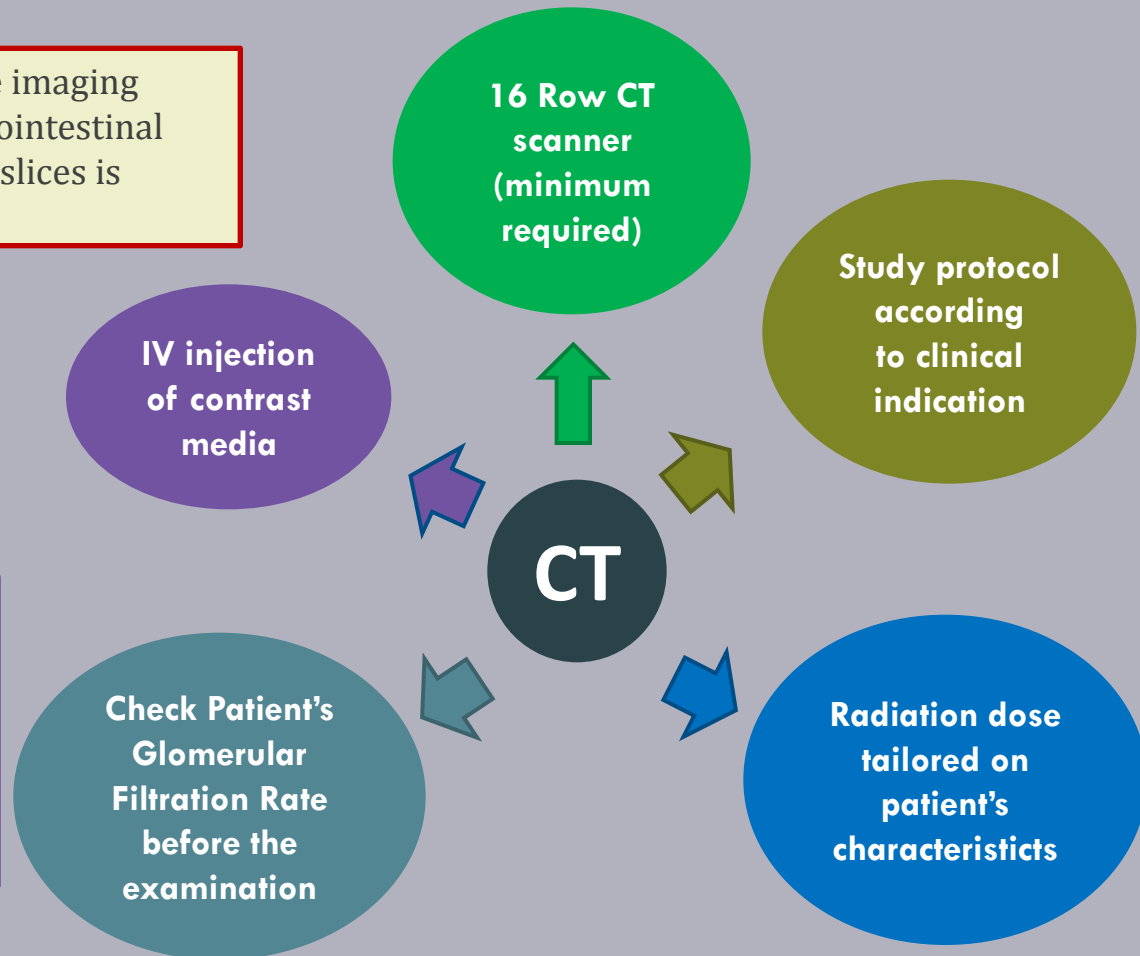 e imaging
ointestinal
slices is
16 Row CT
scanner
(minimum
required)
Study protocol
according
to clinical
indication
IV injection
of contrast
media
CT
Check Patient's
Glomerular
Filtration Rate
before the
examination
Radiation dose
tailored on
patient's
characteristicts